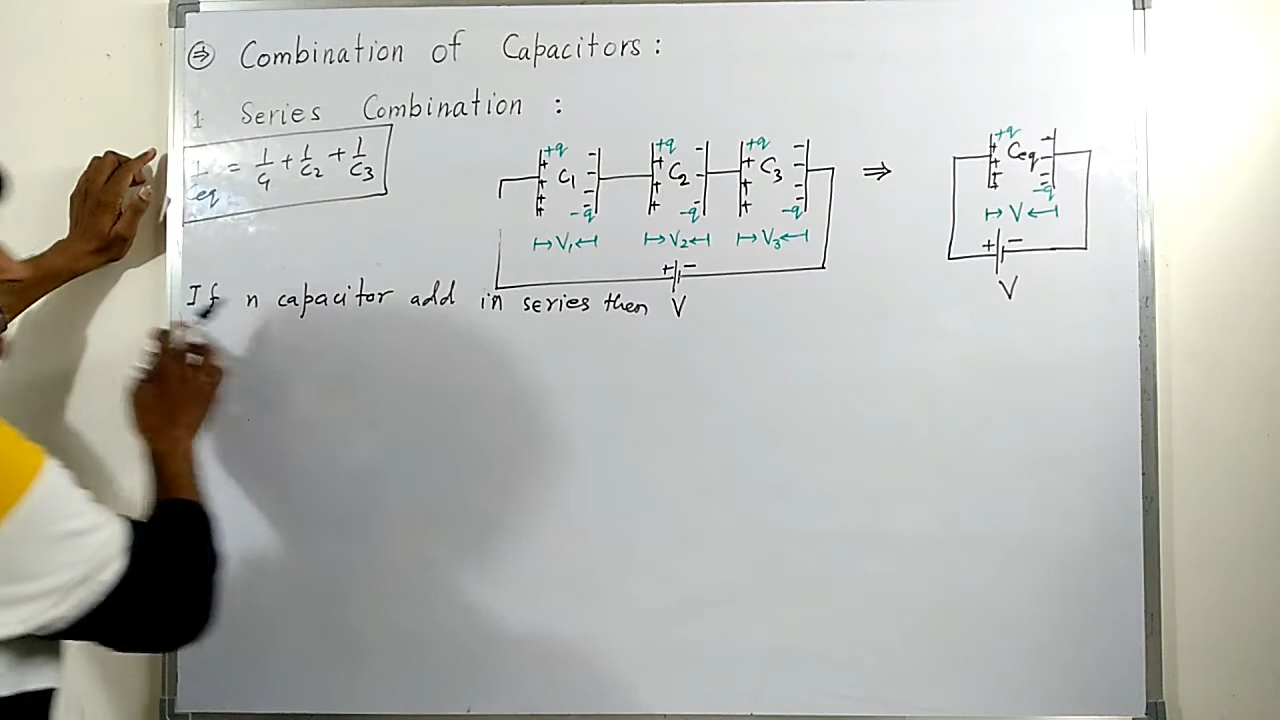 ⇒ Combination of Capacitors :
1. Series Combination :
1/Ceq = 1/C1 + 1/C2 + 1/C3
+q +q +q
C1 C2 C3 ⇒
-q -q -q
V1 V2 V3
+ -
V
+q
Ceq
-q
V
+ -
V
If n capacitor add in series then